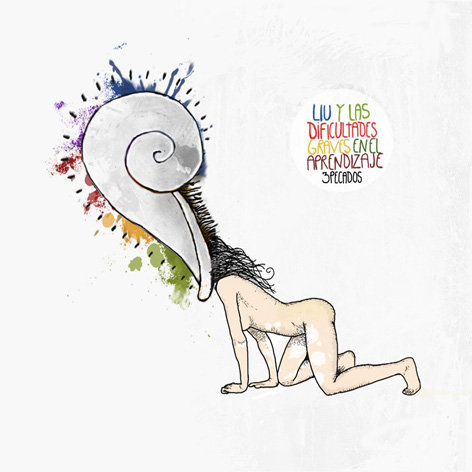 LIU Y LAS
DIFICULTADES
GRAVES EN EL
APRENDIZAJE
3PECADOS